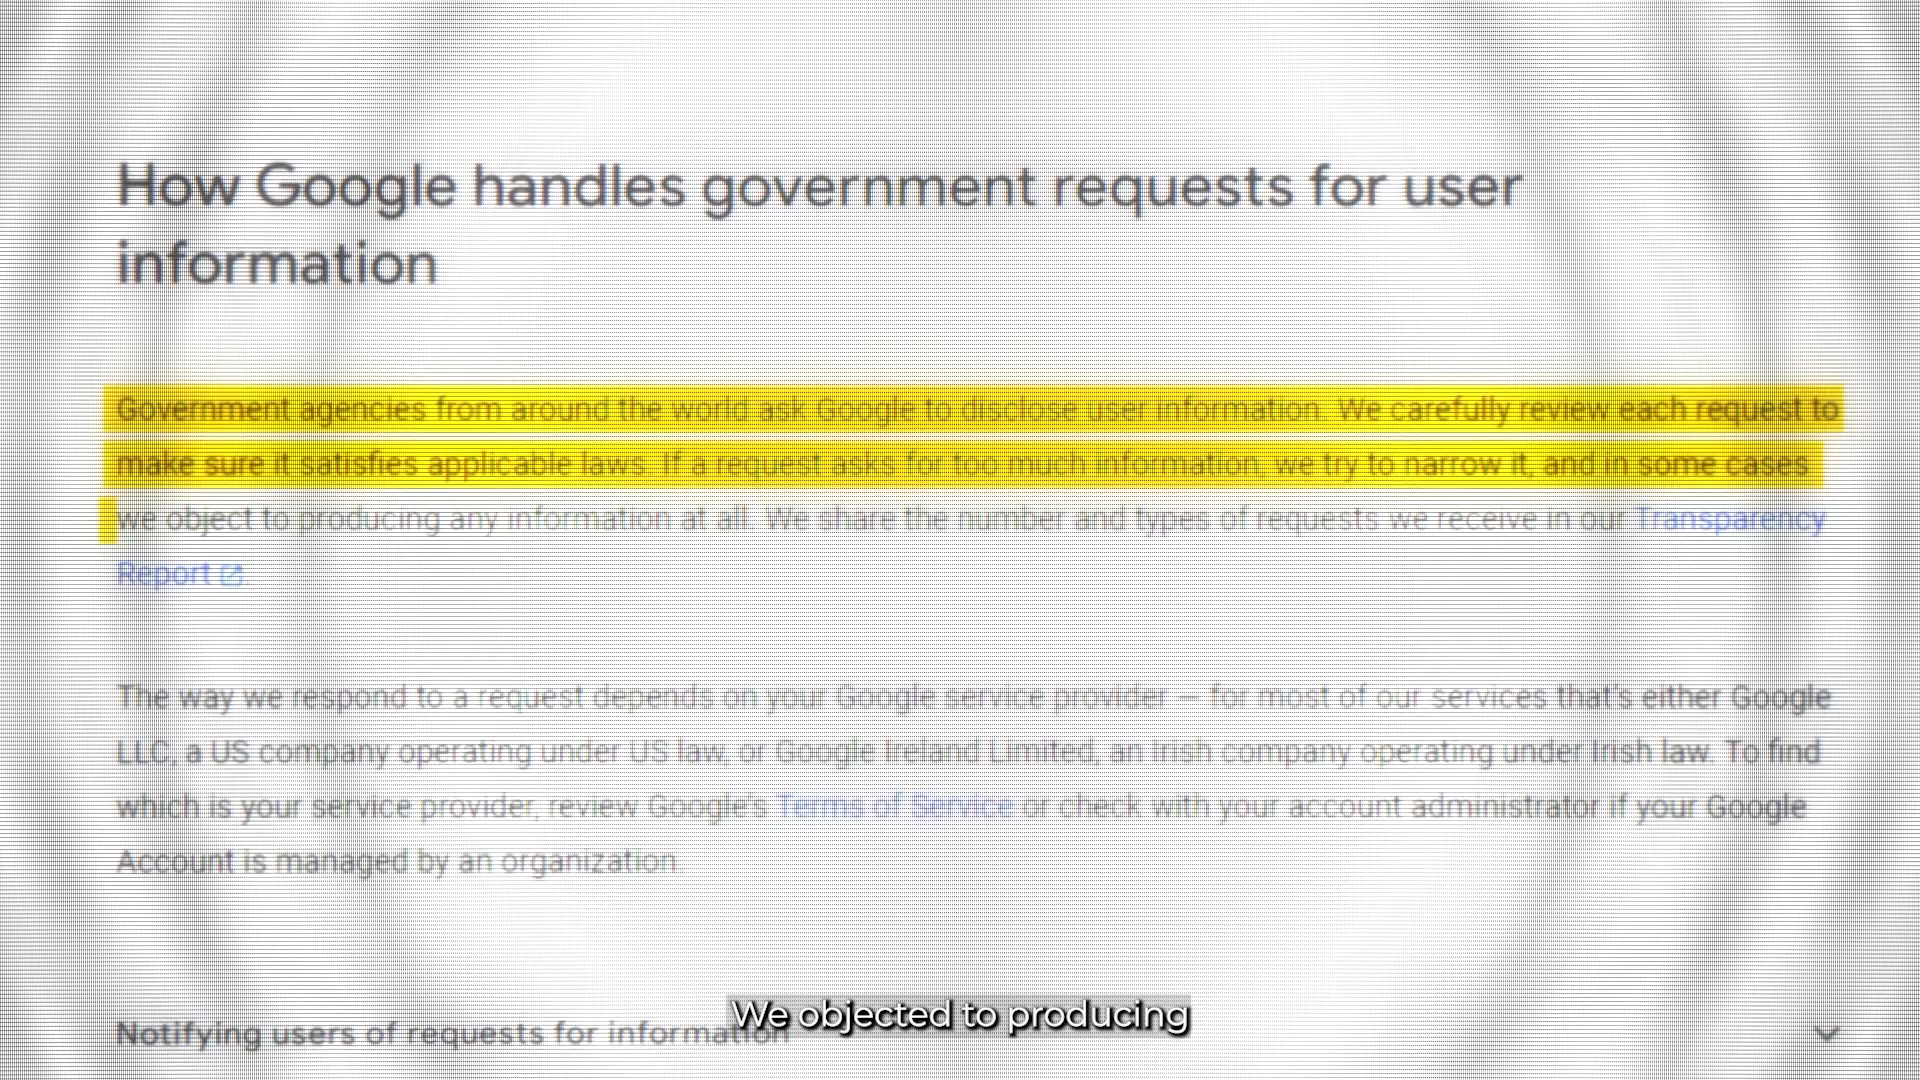 How Google handles government requests for user
information
Government agencies from around the world ask Google to disclose user information. We carefully review each request to
make sure it satisfies applicable laws. If a request asks for too much information, we try to narrow it, and in some cases
we object to producing any information at all. We share the number and types of requests we receive in our Transparency
Report
The way we respond to a request depends on your Google service provider — for most of our services that's either Google
LLC, a US company operating under US law, or Google Ireland Limited, an Irish company operating under Irish law. To find
which is your service provider, review Google's Terms of Service or check with your account administrator if your Google
Account is managed by an organization.
Notifying users of requests for information
We objected to producing